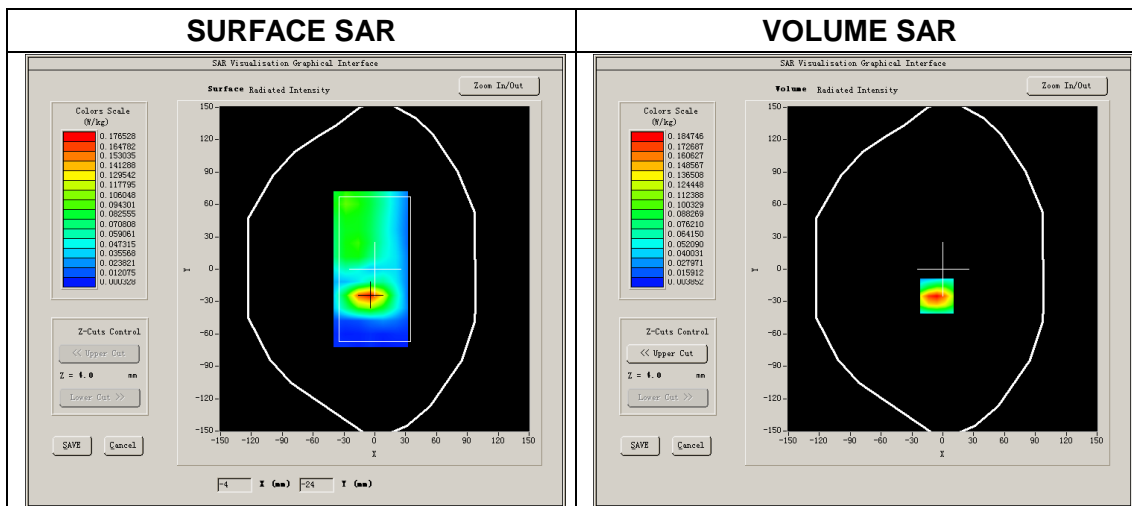 SURFACE SAR
VOLUME SAR
SAR Visualisation Graphical Interface
Surface Radiated Intensity
Zoom In/Out
Colors Scale
(W/kg)
0.176528
0.164782
0.153035
0.141288
0.129542
0.117795
0.106048
0.094301
0.082555
0.070808
0.059061
0.047315
0.035568
0.023821
0.012075
0.000328
Z-Cuts Control
<< Upper Cut
Z = 4.0 mm
Lower Cut >>
SAVE
Cancel
150
120
90
60
30
0
-30
-60
-90
-120
-150
Y
-150 -120 -90 -60 -30 0 30 60 90 120 150
X
-4 X (mm) -24 Y (mm)
SAR Visualisation Graphical Interface
Volume Radiated Intensity
Zoom In/Out
Colors Scale
(W/kg)
0.184746
0.172687
0.160627
0.148567
0.136508
0.124448
0.112388
0.100329
0.088269
0.076210
0.064150
0.052090
0.040031
0.027971
0.015912
0.003852
Z-Cuts Control
<< Upper Cut
Z = 4.0 mm
Lower Cut >>
SAVE
Cancel
150
120
90
60
30
0
-30
-60
-90
-120
-150
Y
-150 -120 -90 -60 -30 0 30 60 90 120 150
X